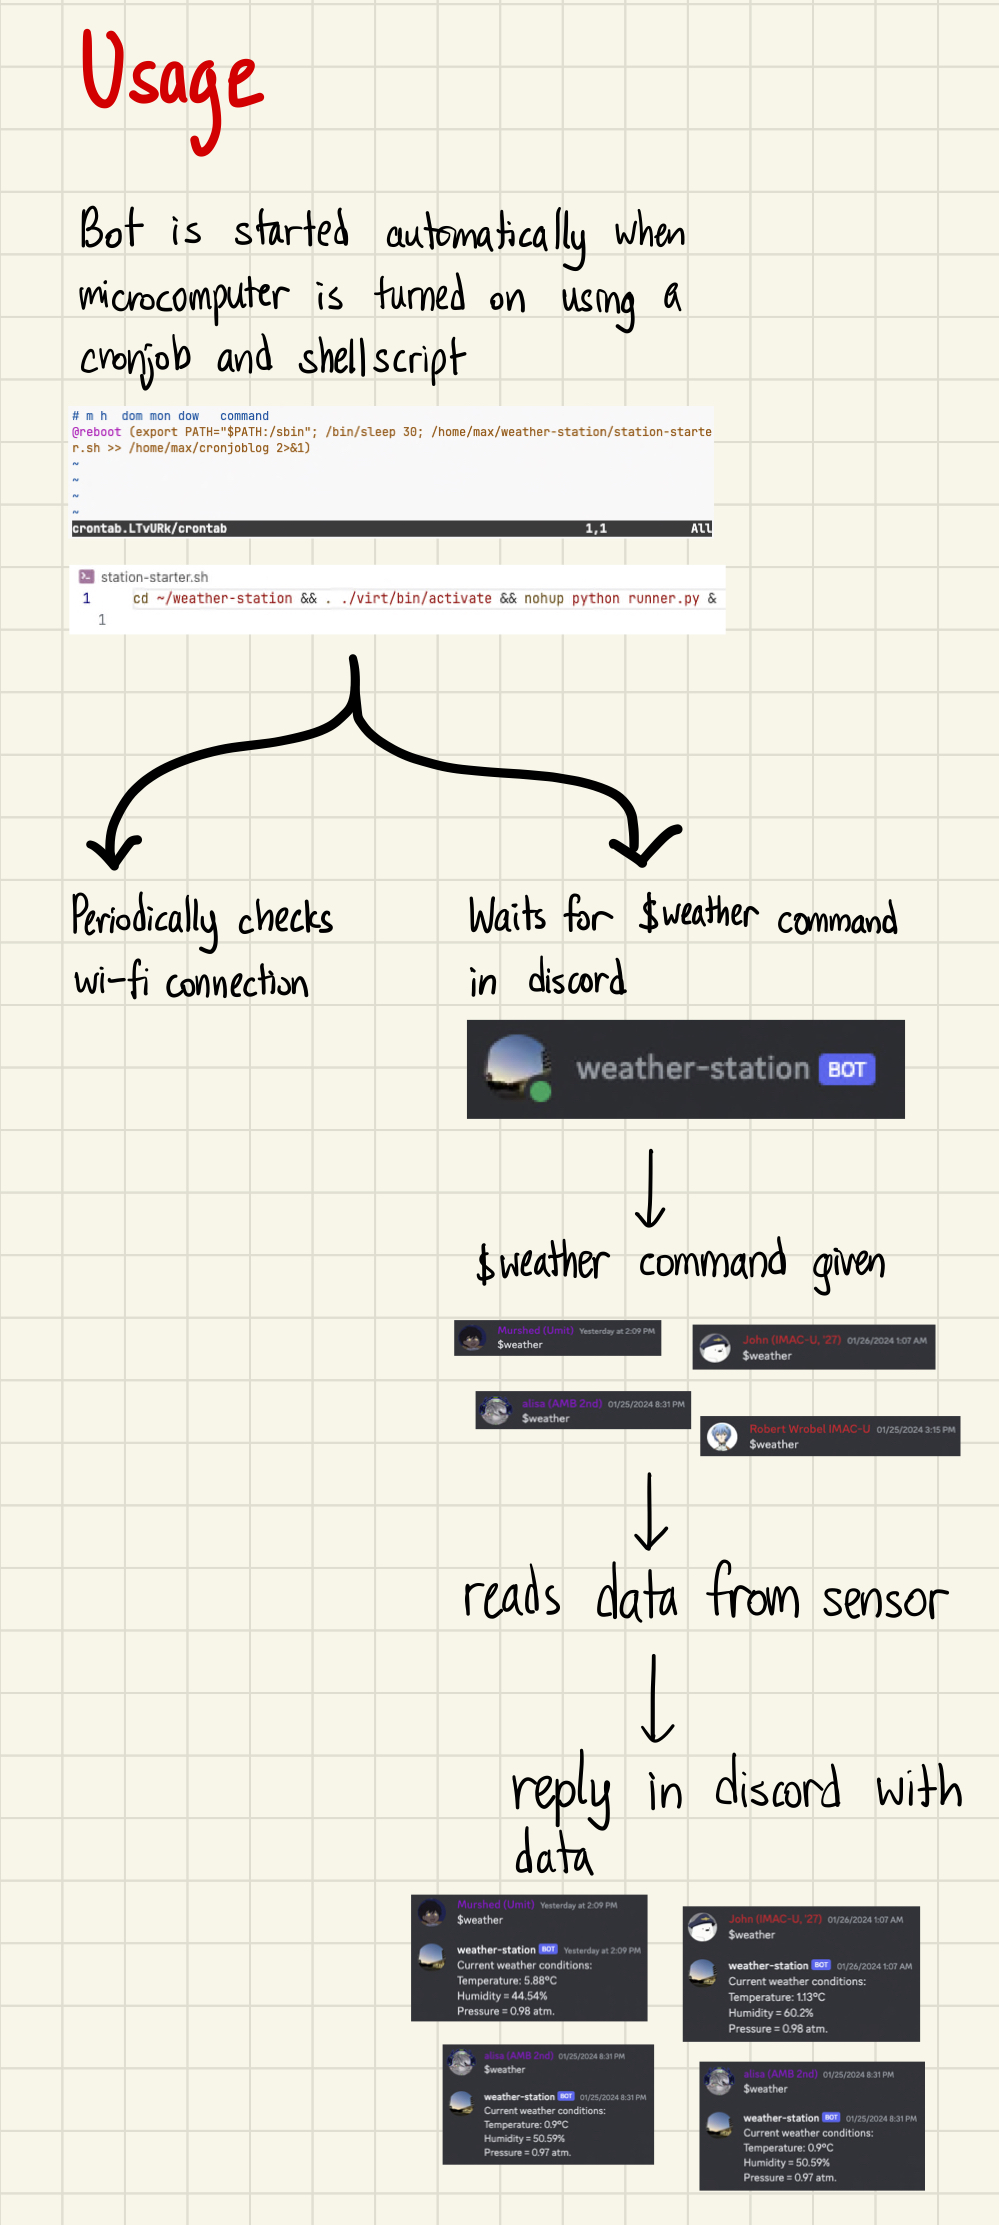 Usage
Bot is started automatically when
microcomputer is turned on using a
cronjob and shellscript
# m h  dom mon dow   command
@reboot (export PATH="$PATH:/sbin"; /bin/sleep 30; /home/max/weather-station/station-starte
r.sh >> /home/max/cronjoblog 2>&1)
~
~
~
~
crontab.LTvURk/crontab 1,1 All
station-starter.sh
1 cd ~/weather-station && . ./virt/bin/activate && nohup python runner.py &
1
Periodically checks
wi-fi connection
Waits for $weather command
in discord
weather-station BOT
$weather command given
Murshed (Umit) Yesterday at 2:09 PM
$weather
John (IMAC-U, '27) 01/26/2024 1:07 AM
$weather
alisa (AMB 2nd) 01/25/2024 8:31 PM
$weather
Robert Wrobel IMAC-U 01/25/2024 3:15 PM
$weather
reads data from sensor
reply in discord with
data
Murshed (Umit) Yesterday at 2:09 PM
$weather
weather-station BOT Yesterday at 2:09 PM
Current weather conditions:
Temperature: 5.88°C
Humidity = 44.54%
Pressure = 0.98 atm.
John (IMAC-U, '27) 01/26/2024 1:07 AM
$weather
weather-station BOT 01/26/2024 1:07 AM
Current weather conditions:
Temperature: 1.13°C
Humidity = 60.2%
Pressure = 0.98 atm.
alisa (AMB 2nd) 01/25/2024 8:31 PM
$weather
weather-station BOT 01/25/2024 8:31 PM
Current weather conditions:
Temperature: 0.9°C
Humidity = 50.59%
Pressure = 0.97 atm.
alisa (AMB 2nd) 01/25/2024 8:31 PM
$weather
weather-station BOT 01/25/2024 8:31 PM
Current weather conditions:
Temperature: 0.9°C
Humidity = 50.59%
Pressure = 0.97 atm.